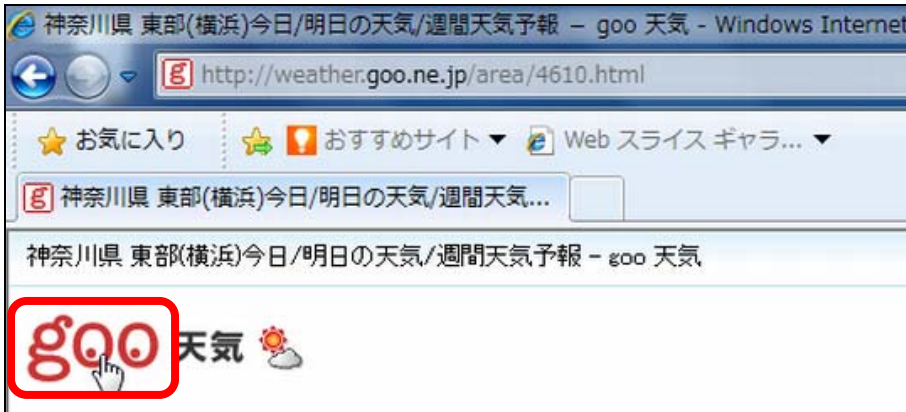 神奈川県 東部(横浜)今日/明日の天気/週間天気予報 – goo 天気 - Windows Internet
g http://weather.goo.ne.jp/area/4610.html
お気に入り おすすめサイト ▼ Web スライス ギャラ... ▼
g 神奈川県 東部(横浜)今日/明日の天気/週間天気...
神奈川県 東部(横浜)今日/明日の天気/週間天気予報 – goo 天気
goo 天気